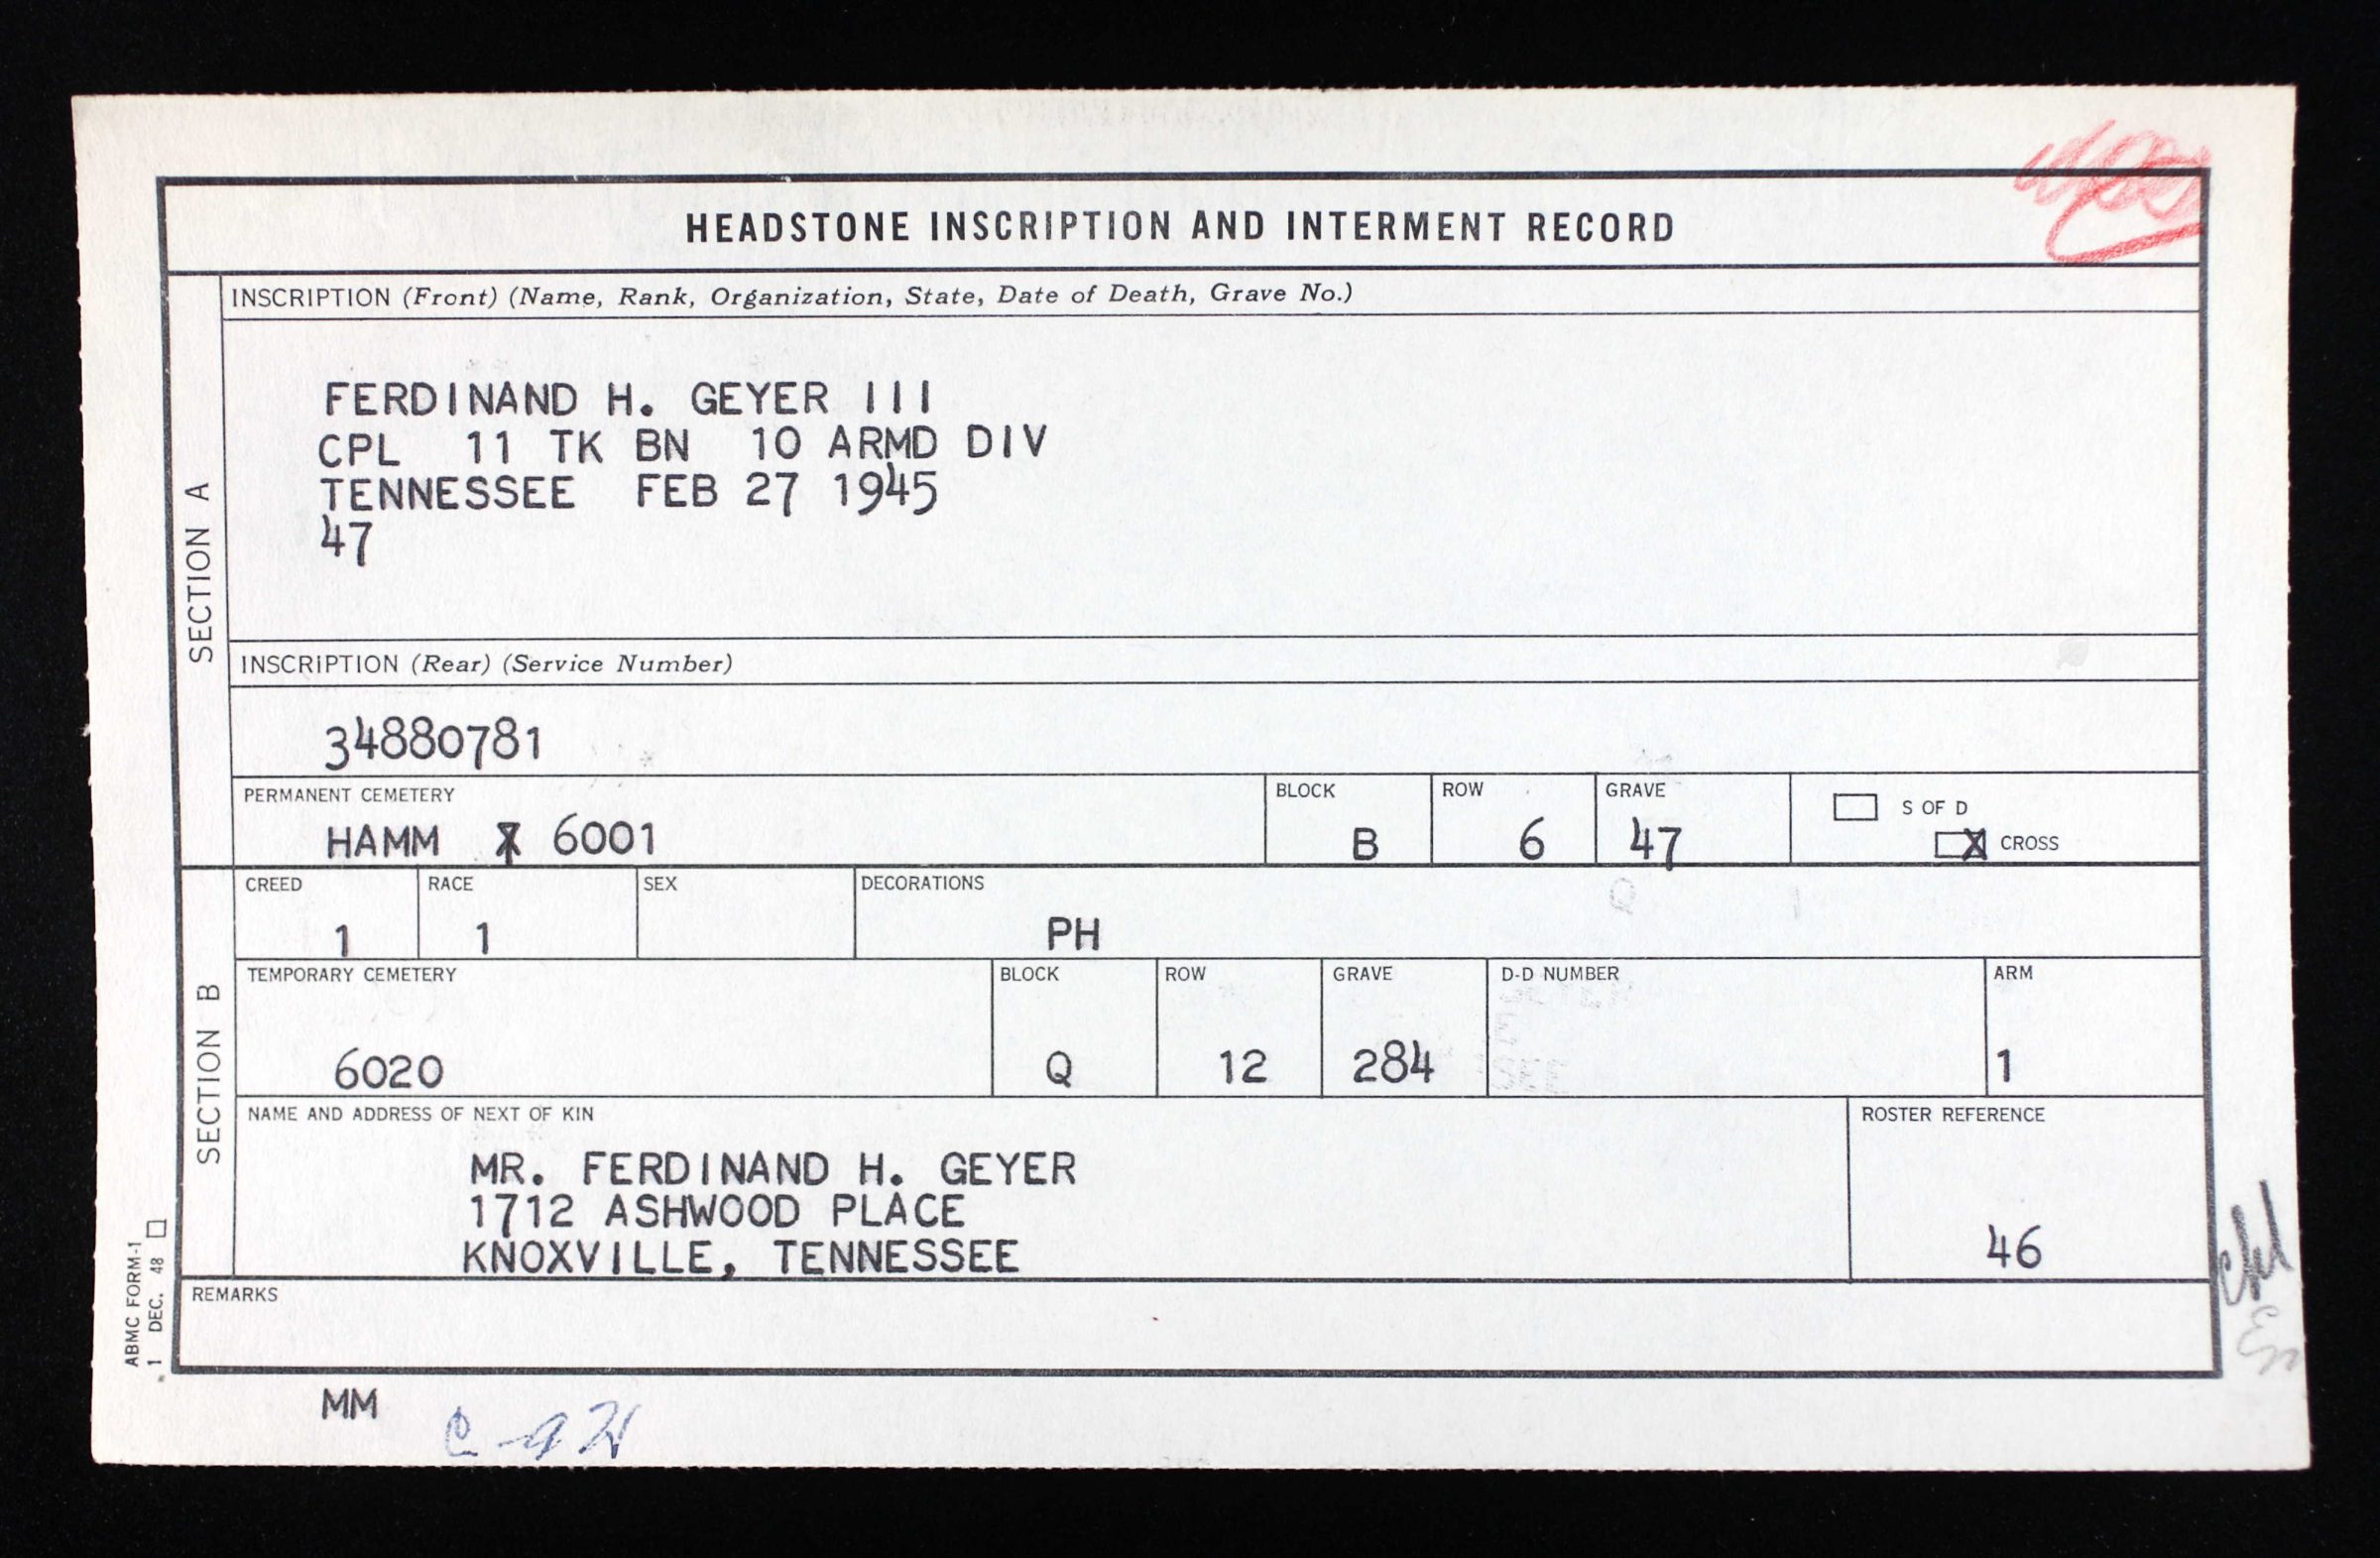 HEADSTONE INSCRIPTION AND INTERMENT RECORD
SECTION A
INSCRIPTION (Front) (Name, Rank, Organization, State, Date of Death, Grave No.)
FERDINAND H. GEYER III
CPL 11 TK BN 10 ARMD DIV
TENNESSEE FEB 27 1945
47
INSCRIPTION (Rear) (Service Number)
34880781
PERMANENT CEMETERY BLOCK ROW GRAVE S OF D
HAMM 6001 B 6 47 X CROSS
SECTION B
CREED RACE SEX DECORATIONS
1 1 PH
TEMPORARY CEMETERY BLOCK ROW GRAVE D-D NUMBER ARM
6020 Q 12 284 1
NAME AND ADDRESS OF NEXT OF KIN ROSTER REFERENCE
MR. FERDINAND H. GEYER
1712 ASHWOOD PLACE
KNOXVILLE, TENNESSEE 46
REMARKS
ABMC FORM-1
1 DEC. 48
MM